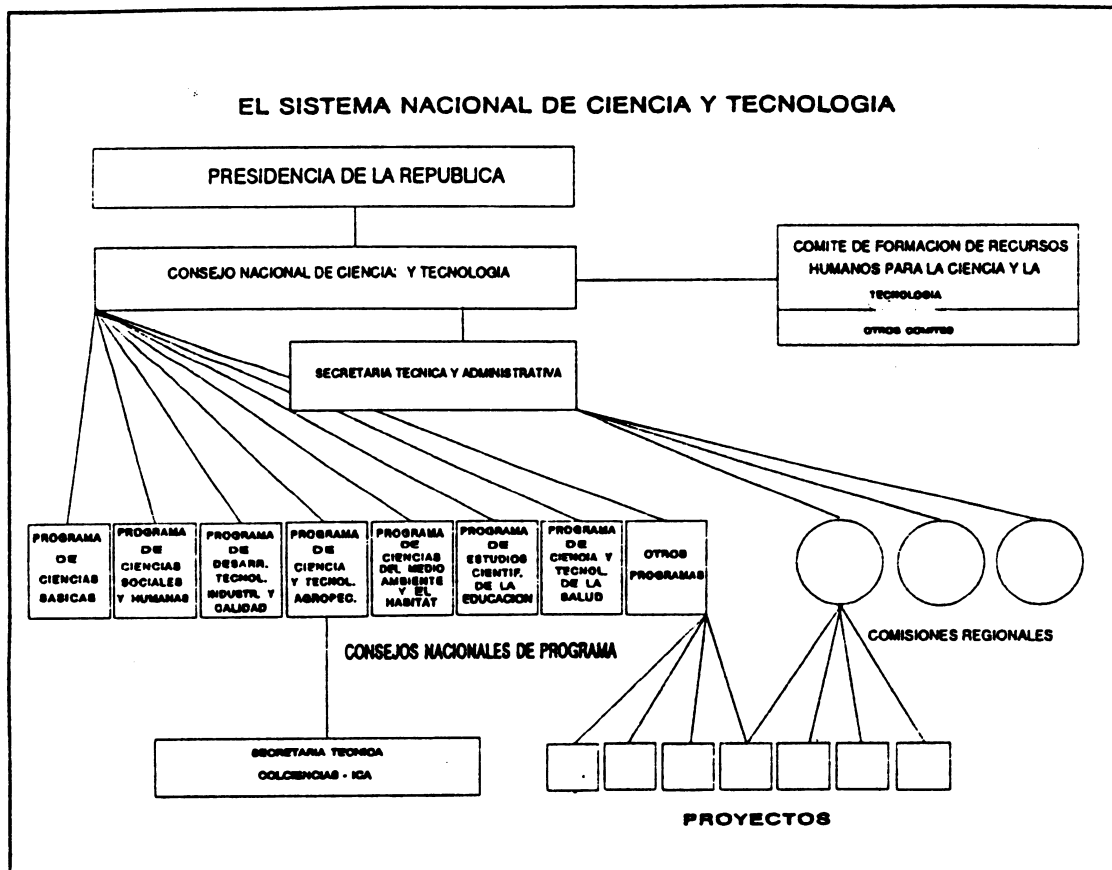 EL SISTEMA NACIONAL DE CIENCIA Y TECNOLOGIA
PRESIDENCIA DE LA REPUBLICA
CONSEJO NACIONAL DE CIENCIA: Y TECNOLOGIA
COMITE DE FORMACION DE RECURSOS
HUMANOS PARA LA CIENCIA Y LA
TECNOLOGIA
OTROS COMITES
SECRETARIA TECNICA Y ADMINISTRATIVA
PROGRAMA
DE
CIENCIAS
BASICAS
PROGRAMA
DE
CIENCIAS
SOCIALES
Y HUMANAS
PROGRAMA
DE
DESARR.
TECNOL.
INDUSTR. Y
CALIDAD
PROGRAMA
DE
CIENCIA
Y TECNOL.
AGROPEC.
PROGRAMA
DE
CIENCIAS
DEL MEDIO
AMBIENTE
Y EL
HABITAT
PROGRAMA
DE
ESTUDIOS
CIENTIF.
DE LA
EDUCACION
PROGRAMA
DE
CIENCIA Y
TECNOL.
DE LA
SALUD
OTROS
PROGRAMAS
CONSEJOS NACIONALES DE PROGRAMA
COMISIONES REGIONALES
SECRETARIA TECNICA
COLCIENCIAS - ICA
PROYECTOS